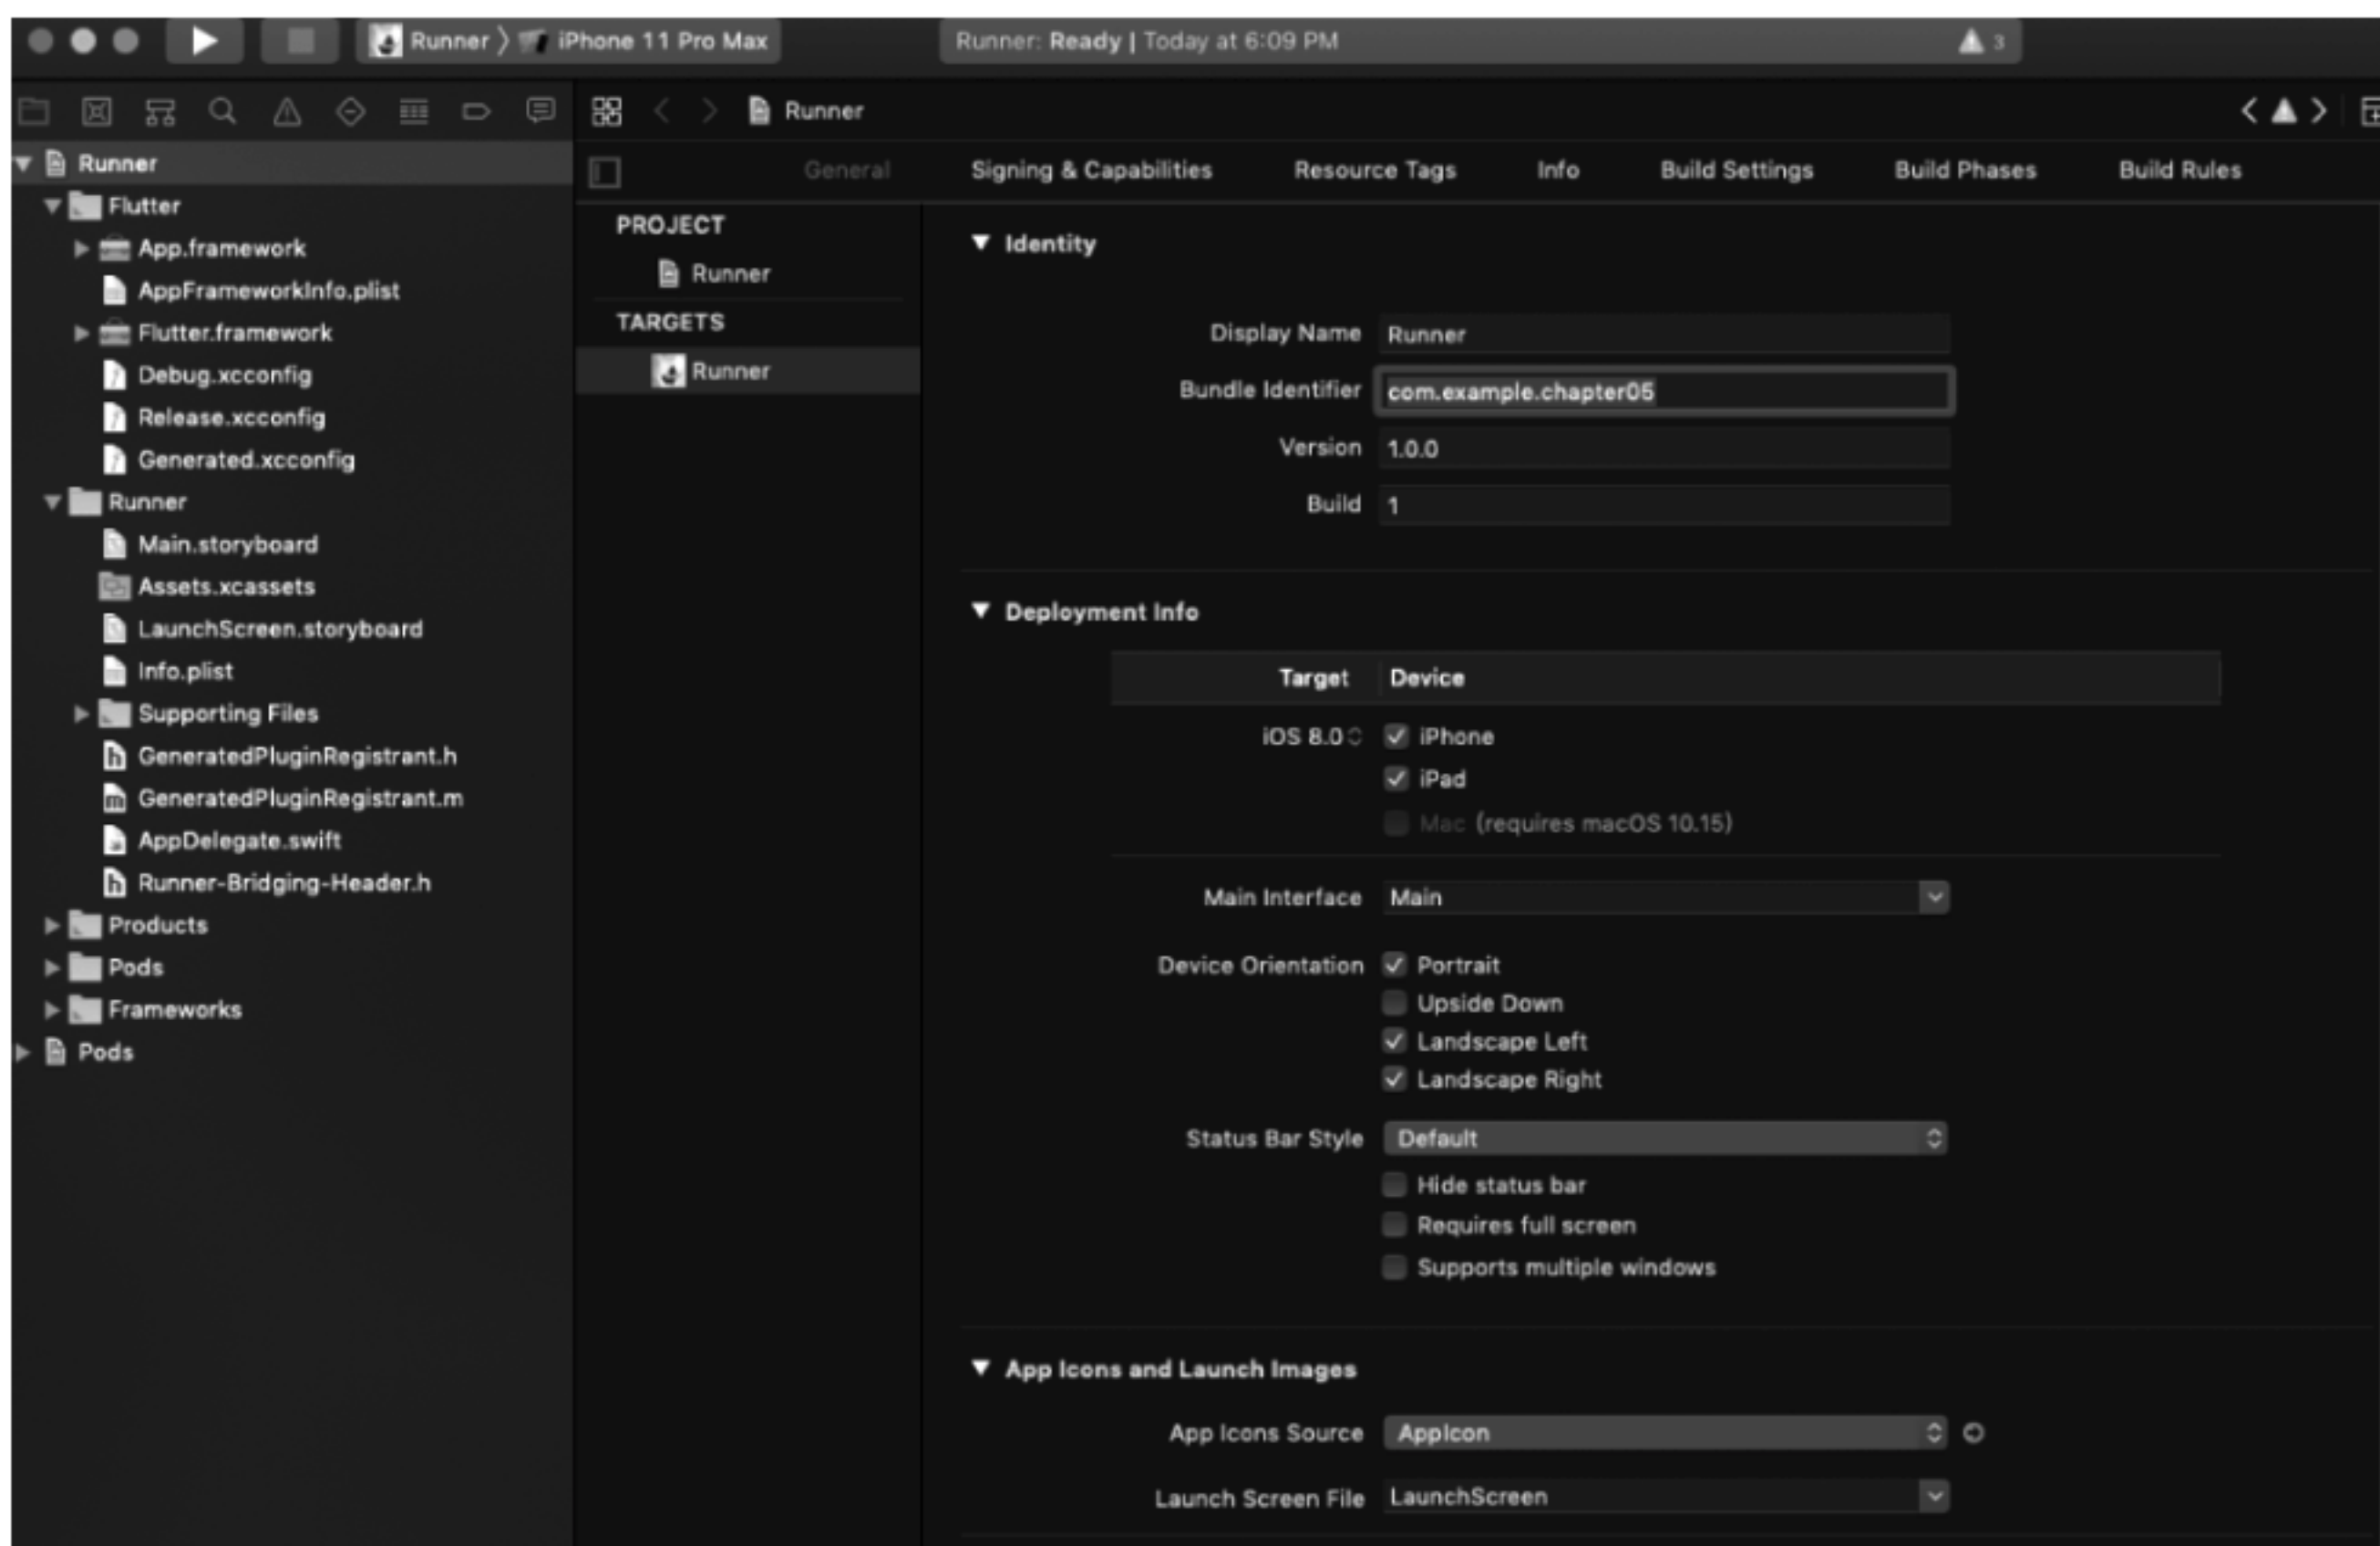 Runner
iPhone 11 Pro Max
Runner: Ready | Today at 6:09 PM
3
Runner
Runner
Flutter
App.framework
AppFrameworkInfo.plist
Flutter.framework
Debug.xcconfig
Release.xcconfig
Generated.xcconfig
Runner
Main.storyboard
Assets.xcassets
LaunchScreen.storyboard
Info.plist
Supporting Files
GeneratedPluginRegistrant.h
GeneratedPluginRegistrant.m
AppDelegate.swift
Runner-Bridging-Header.h
Products
Pods
Frameworks
Pods
General
Signing & Capabilities
Resource Tags
Info
Build Settings
Build Phases
Build Rules
PROJECT
Runner
TARGETS
Runner
Identity
Display Name Runner
Bundle Identifier com.example.chapter05
Version 1.0.0
Build 1
Deployment Info
Target Device
iOS 8.0 iPhone
iPad
Mac (requires macOS 10.15)
Main Interface Main
Device Orientation Portrait
Upside Down
Landscape Left
Landscape Right
Status Bar Style Default
Hide status bar
Requires full screen
Supports multiple windows
App Icons and Launch Images
App Icons Source AppIcon
Launch Screen File LaunchScreen